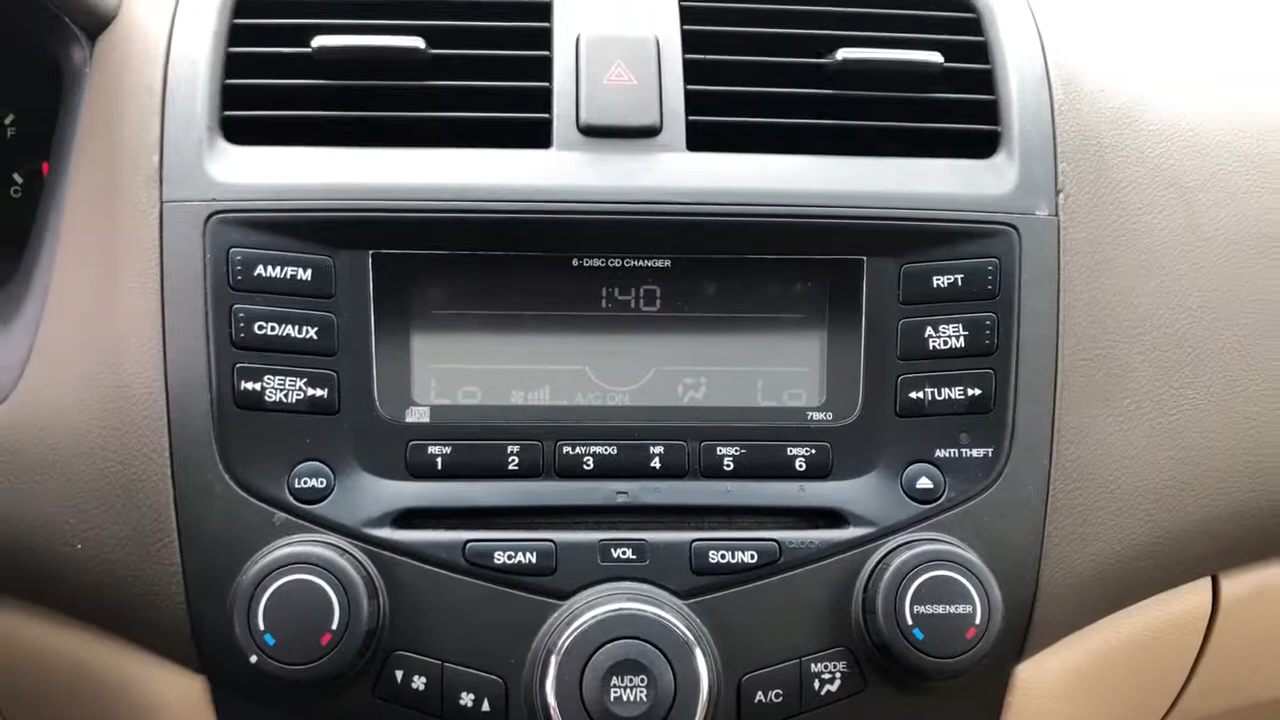 F
C
6-DISC CD CHANGER
1:40
AM/FM
CD/AUX
SEEK
SKIP
RPT
A.SEL
RDM
TUNE
Lo
A/C ON
Lo
7BK0
REW
1
FF
2
PLAY/PROG
3
NR
4
DISC-
5
DISC+
6
ANTI THEFT
LOAD
SCAN
VOL
SOUND
CLOCK
PASSENGER
AUDIO
PWR
A/C
MODE